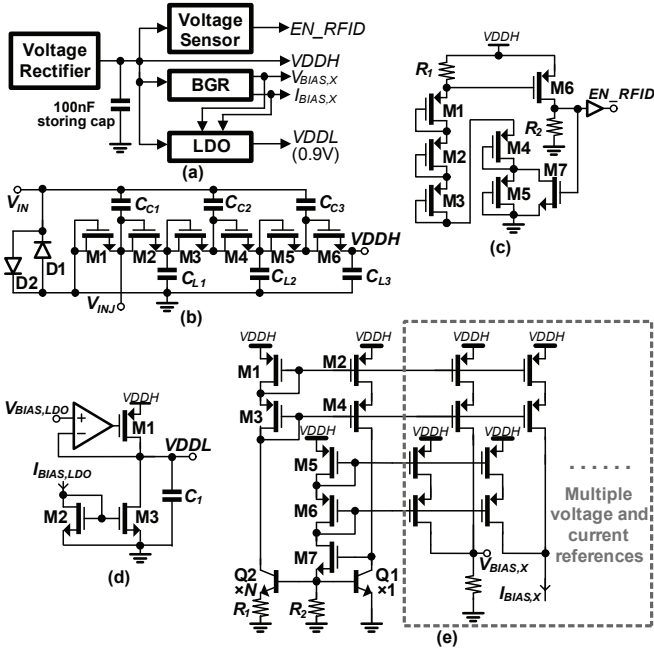 Voltage Rectifier
100nF storing cap
Voltage Sensor
EN_RFID
VDDH
BGR
VBIAS,X
IBIAS,X
LDO
VDDL
(0.9V)
(a)
VIN
CC1
CC2
CC3
VDDH
D1
D2
M1
M2
M3
M4
M5
M6
CL1
CL2
CL3
VINJ
(b)
VDDH
R1
M6
EN_RFID
M1
R2
M4
M7
M2
M5
M3
(c)
VBIAS,LDO
+
-
VDDH
M1
VDDL
IBIAS,LDO
C1
M2
M3
(d)
VDDH
VDDH
VDDH
VDDH
M1
M2
M3
M4
VDDH
VDDH
VDDH
M5
M6
M7
Q2
×N
Q1
×1
R1
R2
VBIAS,X
IBIAS,X
......
Multiple
voltage and
current
references
(e)